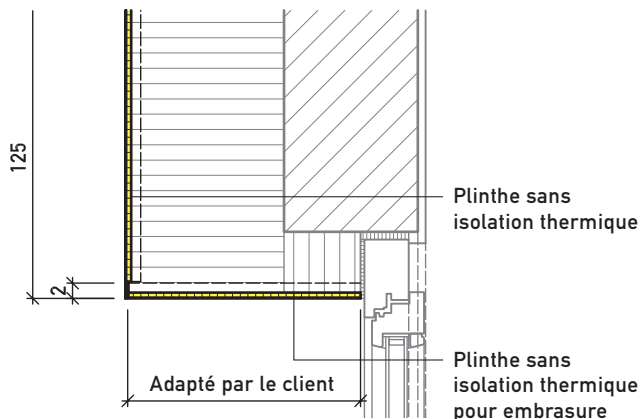 125
Plinthe sans
isolation thermique
2
Adapté par le client
Plinthe sans
isolation thermique
pour embrasure